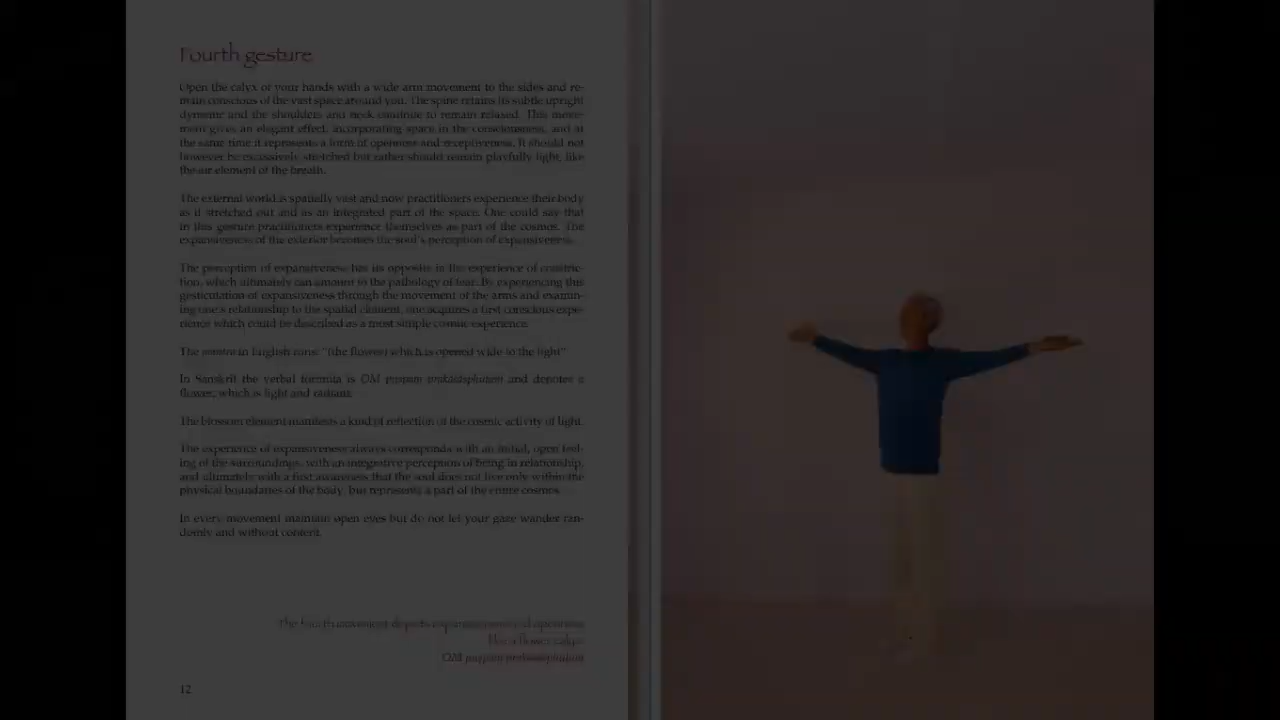 Fourth gesture
Open the calyx of your hands with a wide arm movement to the sides and re-
main conscious of the vast space around you. The spine retains its subtle upright
dynamic and the shoulders and neck continue to remain relaxed. This move-
ment gives an elegant effect, incorporating space in the consciousness, and at
the same time it represents a form of openness and receptiveness. It should not
however be excessively stretched but rather should remain playfully light, like
the air element of the breath.
The external world is spatially vast and now practitioners experience their body
as if stretched out and as an integrated part of the space. One could say that
in this gesture practitioners experience themselves as part of the cosmos. The
expansiveness of the exterior becomes the soul's perception of expansiveness.
The perception of expansiveness has its opposite in the experience of constric-
tion, which ultimately can amount to the pathology of fear. By experiencing this
gesticulation of expansiveness through the movement of the arms and examin-
ing one's relationship to the spatial element, one acquires a first conscious expe-
rience which could be described as a most simple cosmic experience.
The mantra in English runs: "(the flower) which is opened wide to the light"
In Sanskrit the verbal formula is OM puṣpam and denotes a
flower, which is light and radiant.
The blossom element manifests a kind of reflection of the cosmic activity of light.
The experience of expansiveness always corresponds with an initial, open feel-
ing of the surroundings, with an integrative perception of being in relationship,
and ultimately with a first awareness that the soul does not live only within the
physical boundaries of the body, but represents a part of the entire cosmos.
In every movement maintain open eyes but do not let your gaze wander ran-
domly and without content.
The fourth movement depicts expansiveness and openness
like a flower calyx
OM puṣpam
12